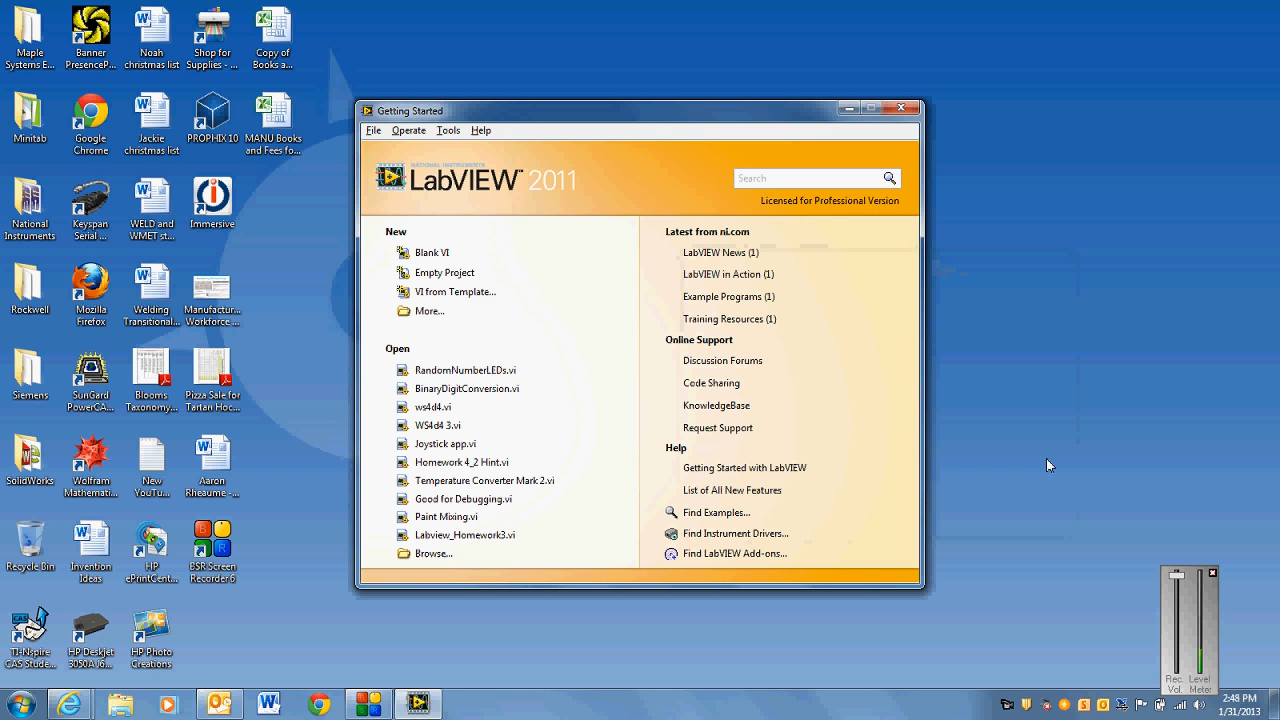 Maple
Systems E...
Banner
PresenceP...
Noah
christmas list
Shop for
Supplies - ...
Copy of
Books a...
Minitab
Google
Chrome
Jackie
christmas list
PROPHIX 10
MANU Books
and Fees fo...
National
Instruments
Keyspan
Serial ...
WELD and
WMET st...
Immersive
Rockwell
Mozilla
Firefox
Welding
Transitional...
Manufactur...
Workforce ...
Siemens
SunGard
PowerCA...
Blooms
Taxonomy...
Pizza Sale for
Tartan Hoc...
SolidWorks
Wolfram
Mathemati...
New
YouTu...
Aaron
Rheaume -...
Recycle Bin
Invention
Ideas
HP
ePrintCent...
BSR Screen
Recorder 6
TI-Nspire
CAS Stude...
HP Deskjet
3050A J6...
HP Photo
Creations
Getting Started
File Operate Tools Help
NATIONAL INSTRUMENTS
LabVIEW™ 2011
Search
Licensed for Professional Version
New
Blank VI
Empty Project
VI from Template...
More...
Open
RandomNumberLEDs.vi
BinaryDigitConversion.vi
ws4d4.vi
WS4d4 3.vi
Joystick app.vi
Homework 4_2 Hint.vi
Temperature Converter Mark 2.vi
Good for Debugging.vi
Paint Mixing.vi
Labview_Homework3.vi
Browse...
Latest from ni.com
LabVIEW News (1)
LabVIEW in Action (1)
Example Programs (1)
Training Resources (1)
Online Support
Discussion Forums
Code Sharing
KnowledgeBase
Request Support
Help
Getting Started with LabVIEW
List of All New Features
Find Examples...
Find Instrument Drivers...
Find LabVIEW Add-ons...
Rec. Level
Vol. Meter
2:48 PM
1/31/2013